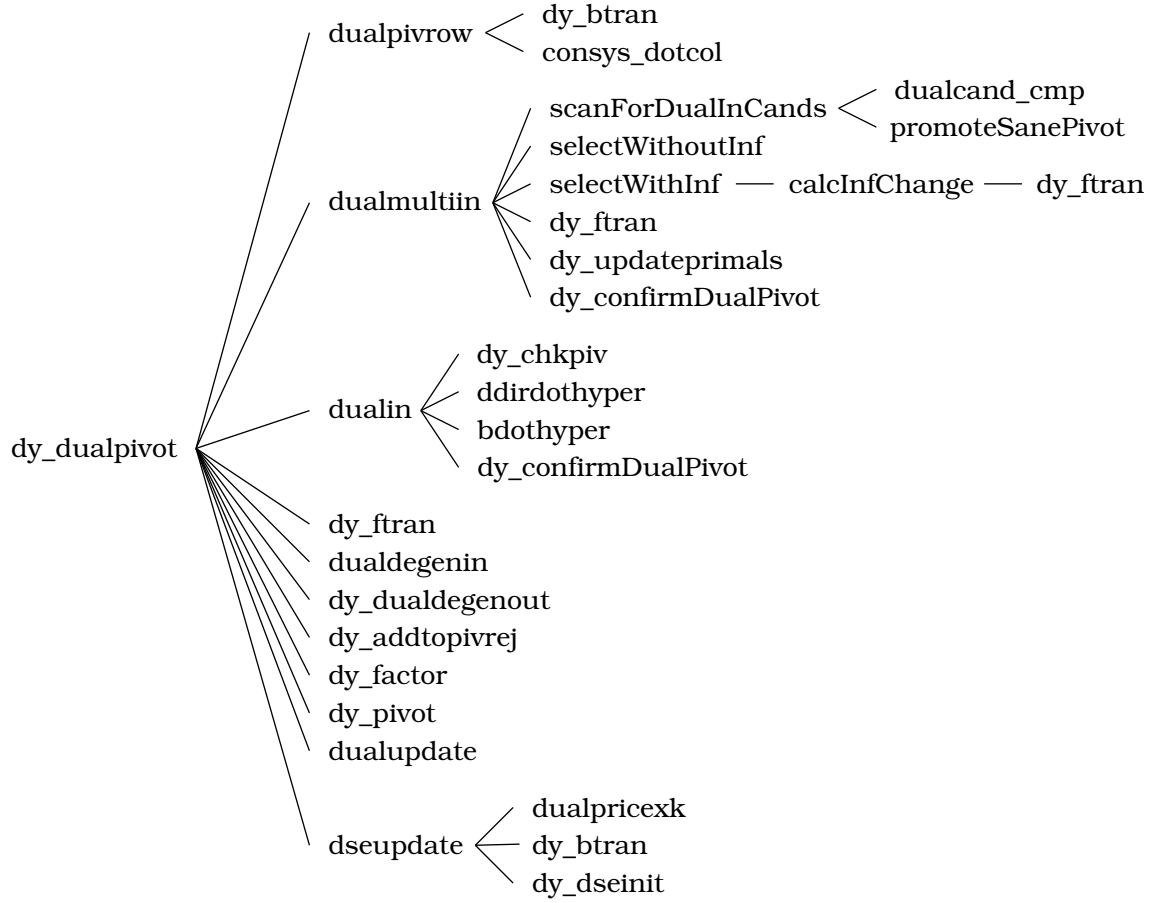 dy_btran
dualpivrow
consys_dotcol
dualcand_cmp
scanForDualInCands
promoteSanePivot
selectWithoutInf
selectWithInf calcInfChange dy_ftran
dualmultiin
dy_ftran
dy_updateprimals
dy_confirmDualPivot
dy_chkpiv
ddirdothyper
dualin
bdothyper
dy_dualpivot
dy_confirmDualPivot
dy_ftran
dualdegenin
dy_dualdegenout
dy_addtopivrej
dy_factor
dy_pivot
dualupdate
dualpricexk
dseupdate dy_btran
dy_dseinit